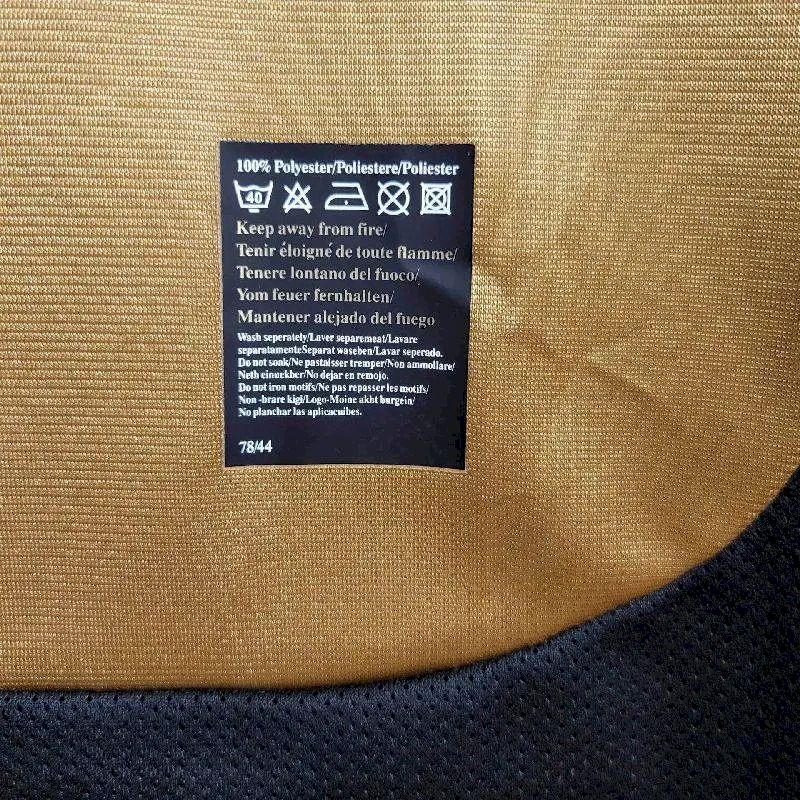 100% Polyester/Poliestere/Poliester
40
Keep away from fire/
Tenir éloigné de toute flamme/
Tenere lontano del fuoco/
Yom feuer fernhalten/
Mantener alejado del fuego
Wash seperately/Laver separemeat/Lavare
separatamenteSeparat waseben/Lavar seperado.
Do not soak/Ne pastaisser tremper/Non ammollare/
Neth einuekber/No dejar en remojo.
Do not iron motifs/Ne pas repasser les motifs/
Non -brare kigi/Logo-Moine akht burgein/
No planchar las aplicacuibes.
78/44